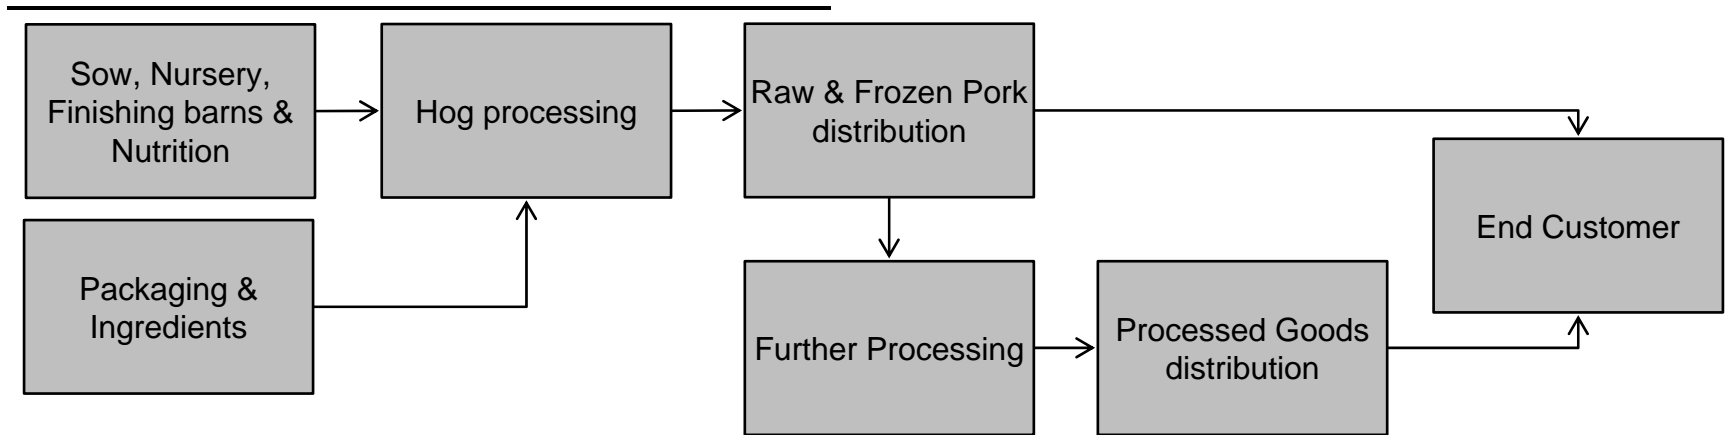 Sow, Nursery,
Finishing barns &
Nutrition
Hog processing
Raw & Frozen Pork
distribution
End Customer
Packaging &
Ingredients
Further Processing
Processed Goods
distribution